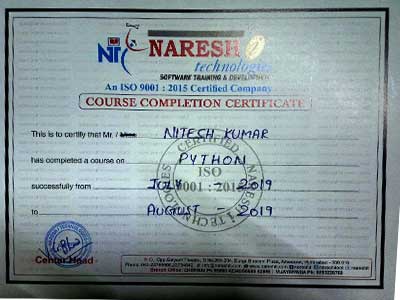 NIT NARESH i
technologies
SOFTWARE TRAINING & DEVELOPMENT
An ISO 9001 : 2015 Certified Company
COURSE COMPLETION CERTIFICATE
This is to certify that Mr. / Miss. NITESH KUMAR
has completed a course on PYTHON
successfully from JULY - 2019
to AUGUST - 2019
CERTIFIED
ISO
9001 : 2015
NARESH i TECHNOLOGIES
Center Head